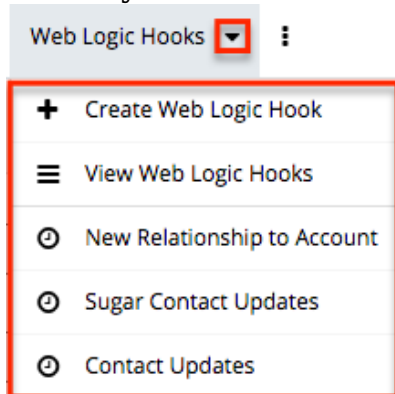 Web Logic Hooks
Create Web Logic Hook
View Web Logic Hooks
New Relationship to Account
Sugar Contact Updates
Contact Updates